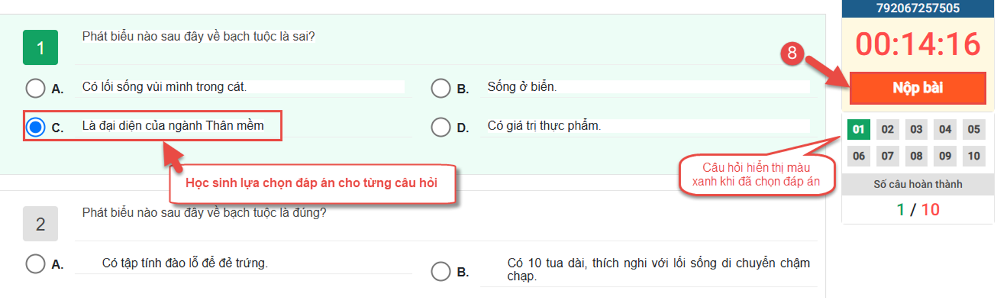 792067257505
00:14:16
8
Nộp bài
1
Phát biểu nào sau đây về bạch tuộc là sai?
A. Có lối sống vùi mình trong cát.
B. Sống ở biển.
C. Là đại diện của ngành Thân mềm
D. Có giá trị thực phẩm.
Học sinh lựa chọn đáp án cho từng câu hỏi
01 02 03 04 05
06 07 08 09 10
Câu hỏi hiển thị màu
xanh khi đã chọn đáp án
Số câu hoàn thành
1 / 10
2
Phát biểu nào sau đây về bạch tuộc là đúng?
A. Có tập tính đào lỗ để đẻ trứng.
B. Có 10 tua dài, thích nghi với lối sống di chuyển chậm
chạp.